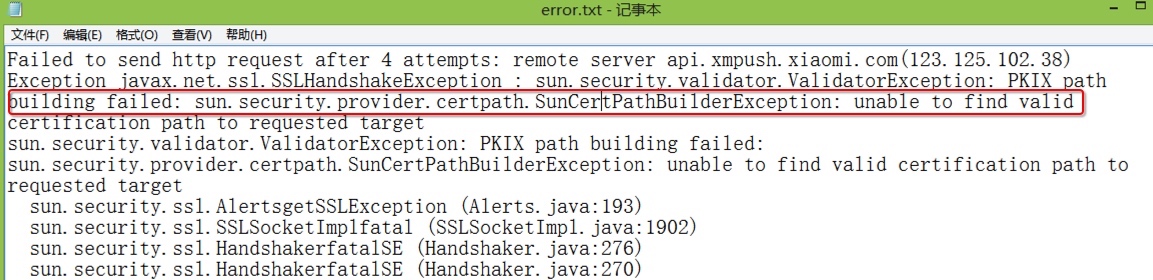 error.txt - 记事本
文件(F) 编辑(E) 格式(O) 查看(V) 帮助(H)
Failed to send http request after 4 attempts: remote server api.xmpush.xiaomi.com(123.125.102.38)
Exception javax.net.ssl.SSLHandshakeException : sun.security.validator.ValidatorException: PKIX path
building failed: sun.security.provider.certpath.SunCertPathBuilderException: unable to find valid
certification path to requested target
sun.security.validator.ValidatorException: PKIX path building failed:
sun.security.provider.certpath.SunCertPathBuilderException: unable to find valid certification path to
requested target
sun.security.ssl.AlertsgetSSLException (Alerts.java:193)
sun.security.ssl.SSLSocketImplfatal (SSLSocketImpl.java:1902)
sun.security.ssl.HandshakerfatalSE (Handshaker.java:276)
sun.security.ssl.HandshakerfatalSE (Handshaker.java:270)